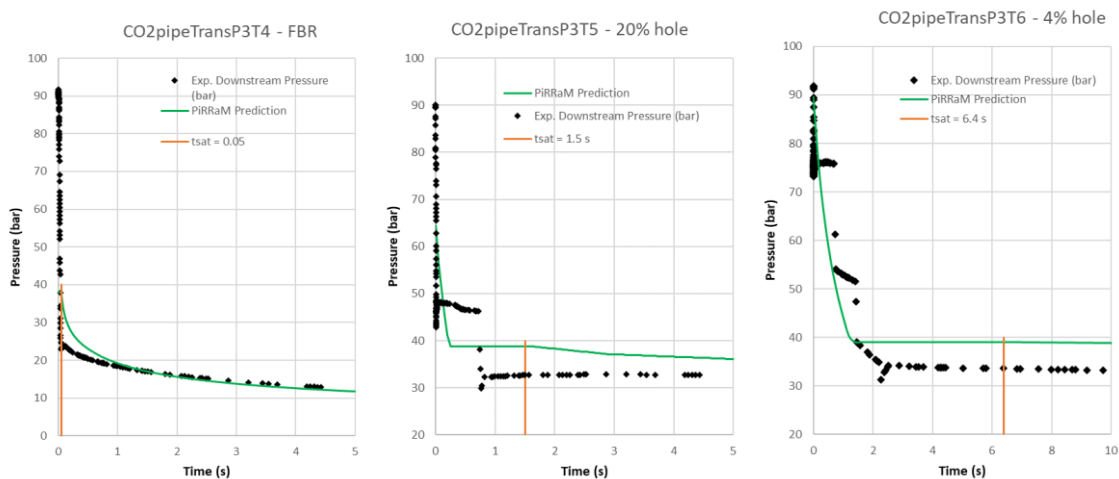 CO2pipeTransP3T4 - FBR
100
90
80
70
60
50
40
30
20
10
0
Pressure (bar)
0 1 2 3 4 5
Time (s)
Exp. Downstream Pressure
(bar)
PiRRaM Prediction
tsat = 0.05
CO2pipeTransP3T5 - 20% hole
100
90
80
70
60
50
40
30
20
Pressure (bar)
0 1 2 3 4 5
Time (s)
PiRRaM Prediction
Exp. Downstream Pressure (bar)
tsat = 1.5 s
CO2pipeTransP3T6 - 4% hole
100
90
80
70
60
50
40
30
20
Pressure (bar)
0 2 4 6 8 10
Time (s)
Exp. Downstream Pressure (bar)
PiRRaM Prediction
tsat = 6.4 s